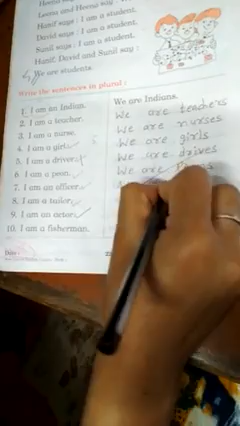 Leena and Heena say :
Hanif says : I am a student.
David says : I am a student.
Sunil says : I am a student.
Hanif, David and Sunil say :
We are students.
Write the sentences in plural :
1. I am an Indian.
We are Indians.
2. I am a teacher.
We are teachers
3. I am a nurse.
We are nurses
4. I am a girl.
We are girls
5. I am a driver.
We are drives
6. I am a peon.
We are
7. I am an officer.
8. I am a tailor.
9. I am an actor.
10. I am a fisherman.
Date :